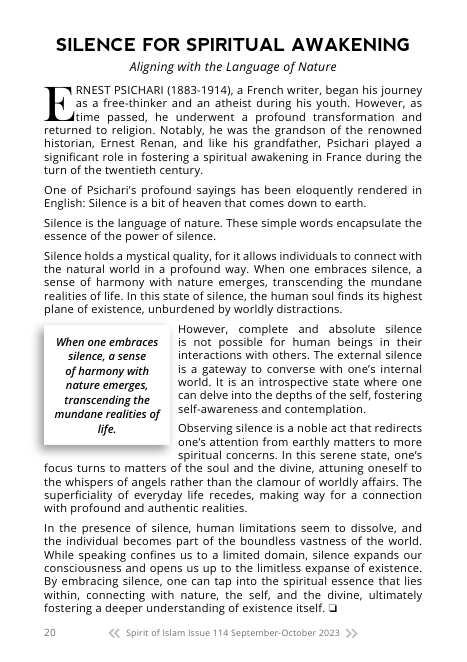 SILENCE FOR SPIRITUAL AWAKENING
Aligning with the Language of Nature
ERNEST PSICHARI (1883-1914), a French writer, began his journey
as a free-thinker and an atheist during his youth. However, as
time passed, he underwent a profound transformation and
returned to religion. Notably, he was the grandson of the renowned
historian, Ernest Renan, and like his grandfather, Psichari played a
significant role in fostering a spiritual awakening in France during the
turn of the twentieth century.
One of Psichari's profound sayings has been eloquently rendered in
English: Silence is a bit of heaven that comes down to earth.
Silence is the language of nature. These simple words encapsulate the
essence of the power of silence.
Silence holds a mystical quality, for it allows individuals to connect with
the natural world in a profound way. When one embraces silence, a
sense of harmony with nature emerges, transcending the mundane
realities of life. In this state of silence, the human soul finds its highest
plane of existence, unburdened by worldly distractions.
When one embraces
silence, a sense
of harmony with
nature emerges,
transcending the
mundane realities of
life.
However, complete and absolute silence
is not possible for human beings in their
interactions with others. The external silence
is a gateway to converse with one's internal
world. It is an introspective state where one
can delve into the depths of the self, fostering
self-awareness and contemplation.
Observing silence is a noble act that redirects
one's attention from earthly matters to more
spiritual concerns. In this serene state, one's
focus turns to matters of the soul and the divine, attuning oneself to
the whispers of angels rather than the clamour of worldly affairs. The
superficiality of everyday life recedes, making way for a connection
with profound and authentic realities.
In the presence of silence, human limitations seem to dissolve, and
the individual becomes part of the boundless vastness of the world.
While speaking confines us to a limited domain, silence expands our
consciousness and opens us up to the limitless expanse of existence.
By embracing silence, one can tap into the spiritual essence that lies
within, connecting with nature, the self, and the divine, ultimately
fostering a deeper understanding of existence itself. ❑
20 Spirit of Islam Issue 114 September-October 2023